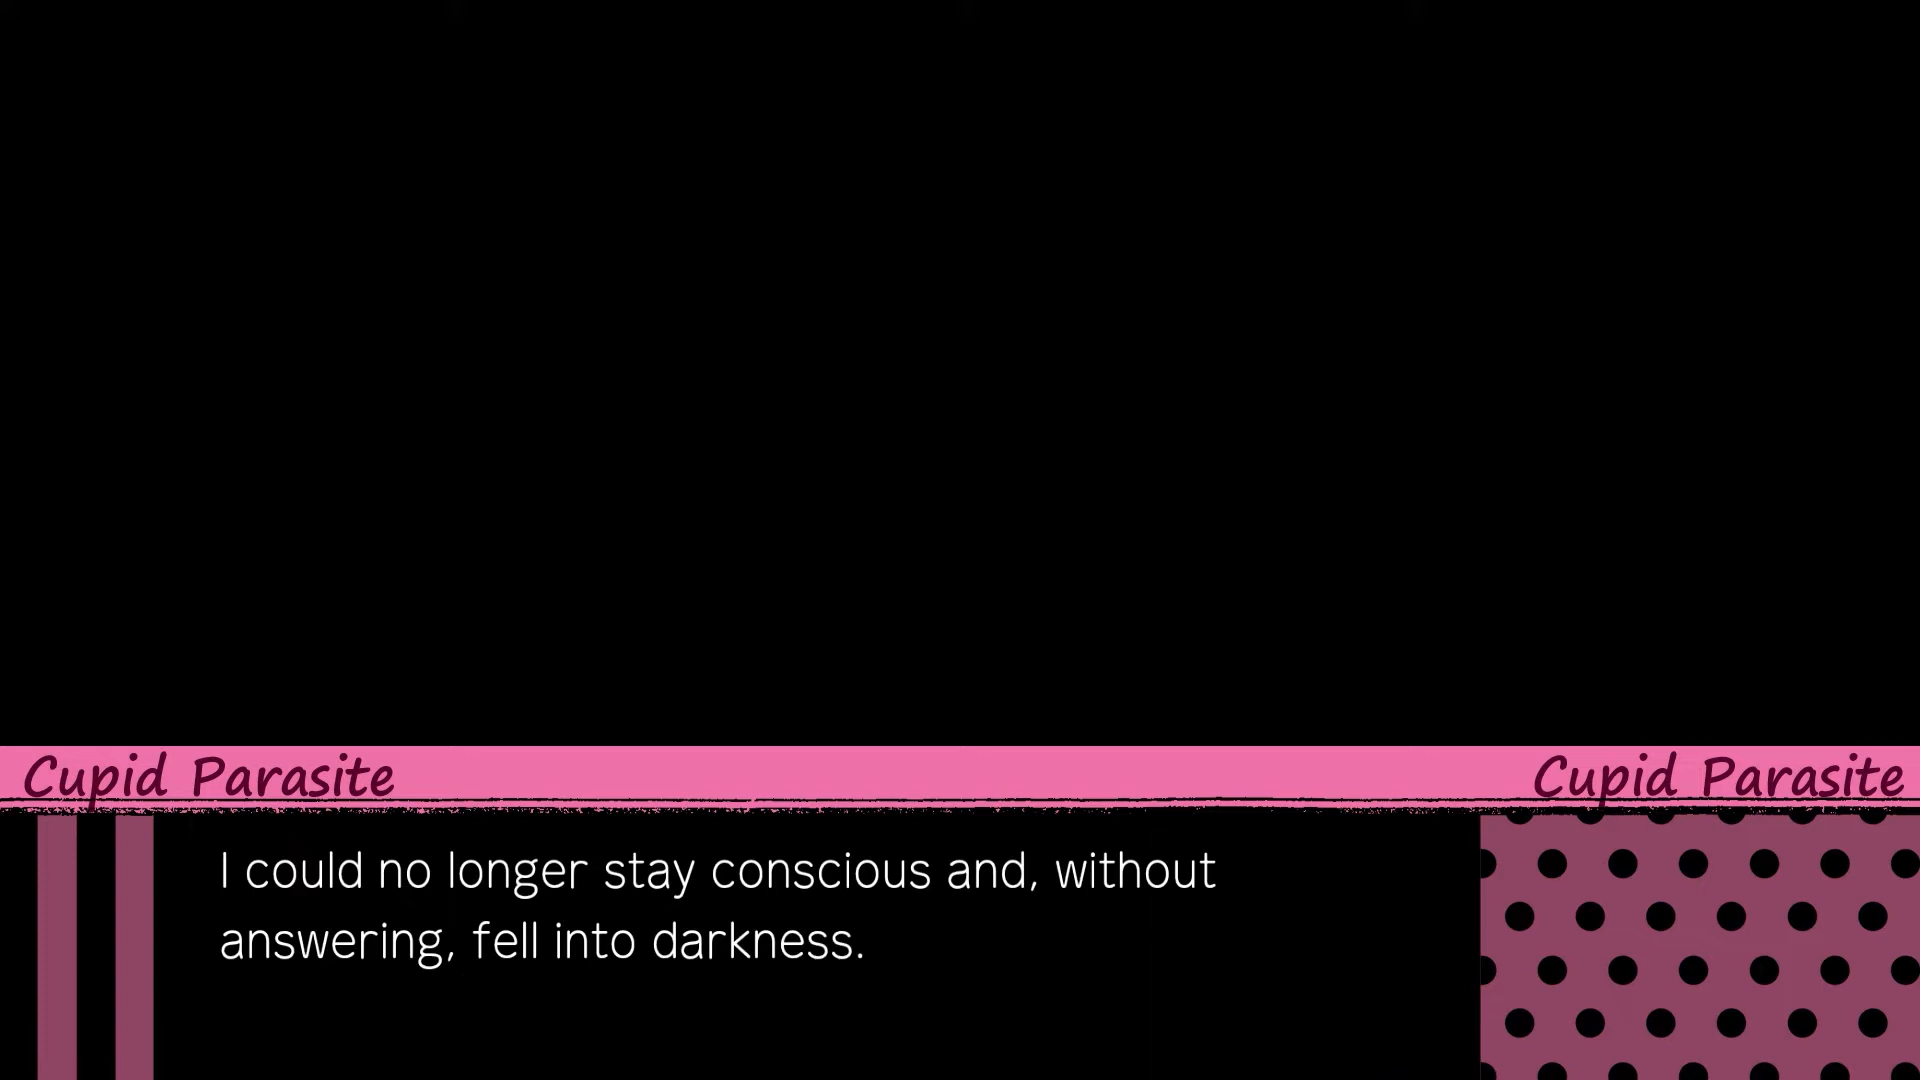 Cupid Parasite
Cupid Parasite
I could no longer stay conscious and, without
answering, fell into darkness.